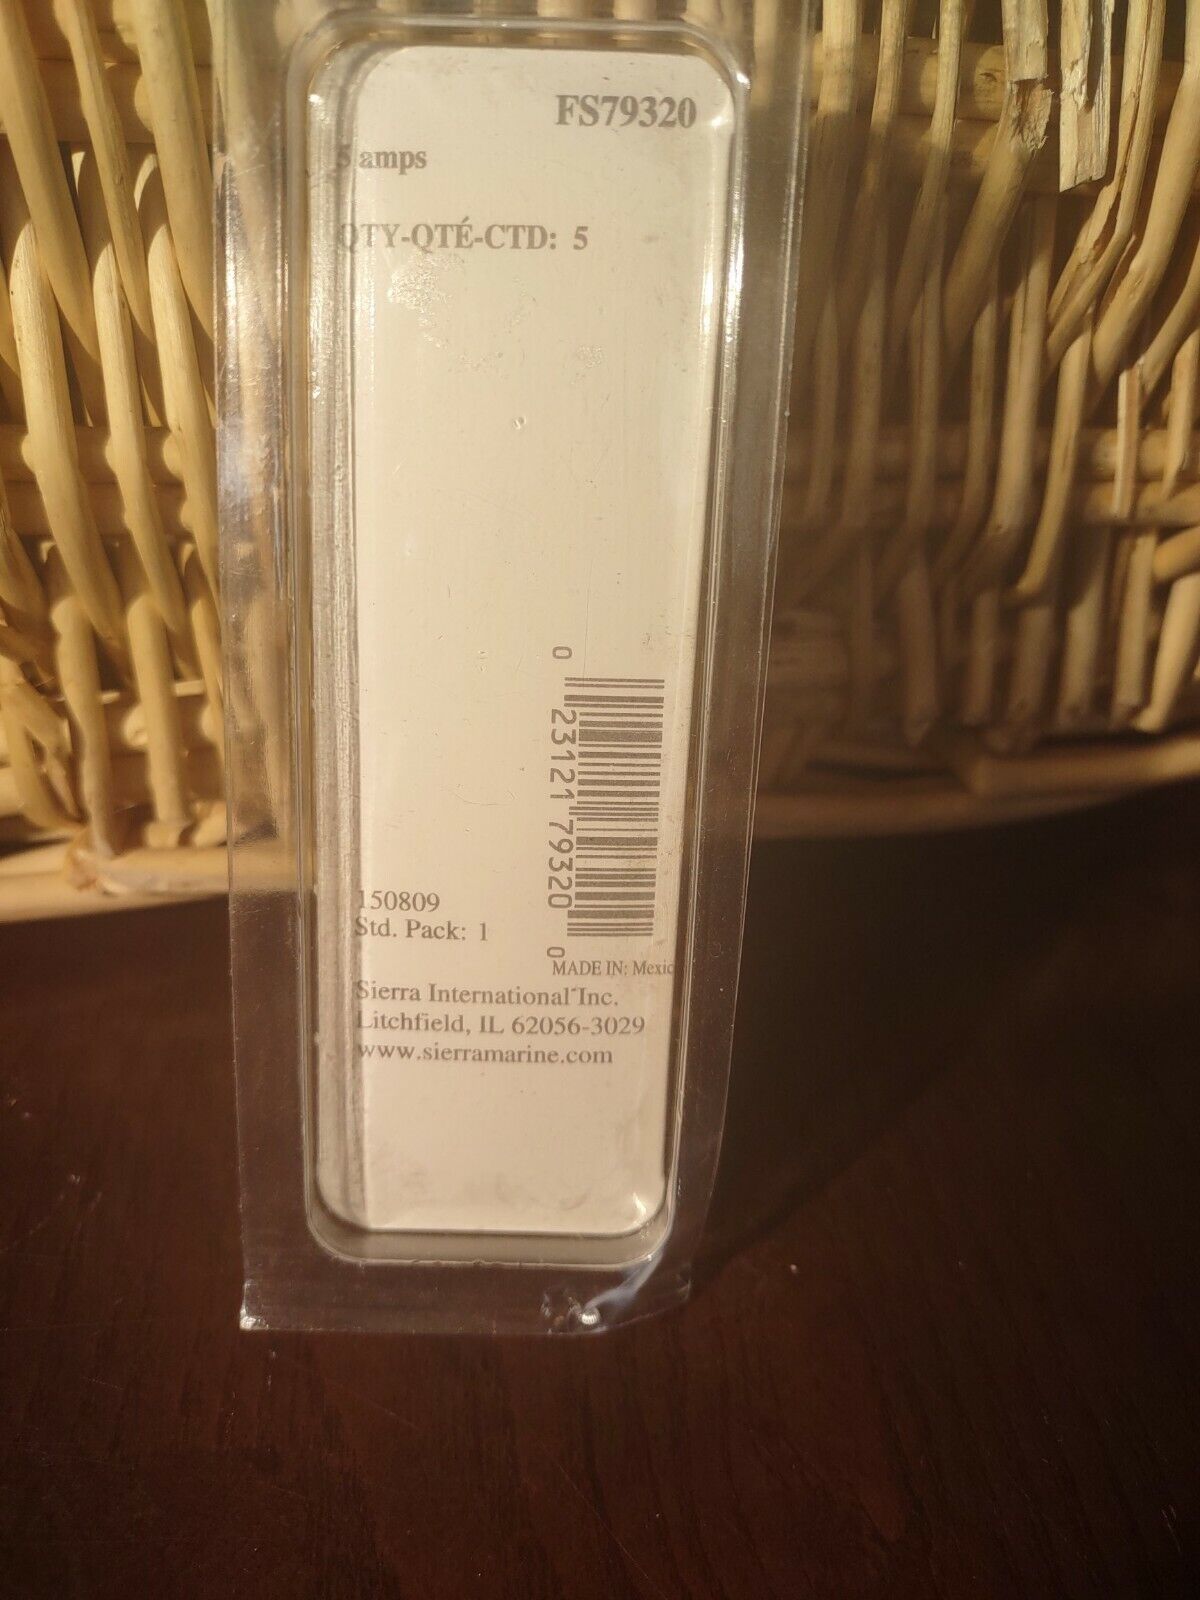 FS79320
5 amps
QTY-QTÉ-CTD: 5
0 23121 79320 0
150809
Std. Pack: 1
MADE IN: Mexic
Sierra International Inc.
Litchfield, IL 62056-3029
www.sierramarine.com